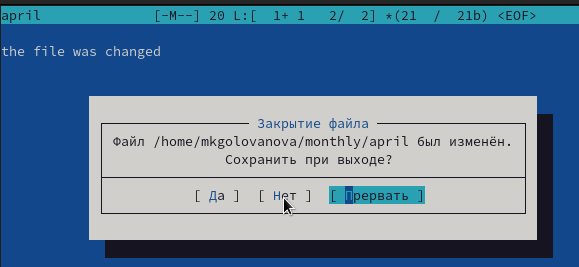 april [-M--] 20 L:[ 1+ 1 2/ 2] *(21 / 21b) <EOF>
the file was changed
Закрытие файла
Файл /home/mkgolovanova/monthly/april был изменён.
Сохранить при выходе?
[ Да ] [ Нет ] [ Прервать ]